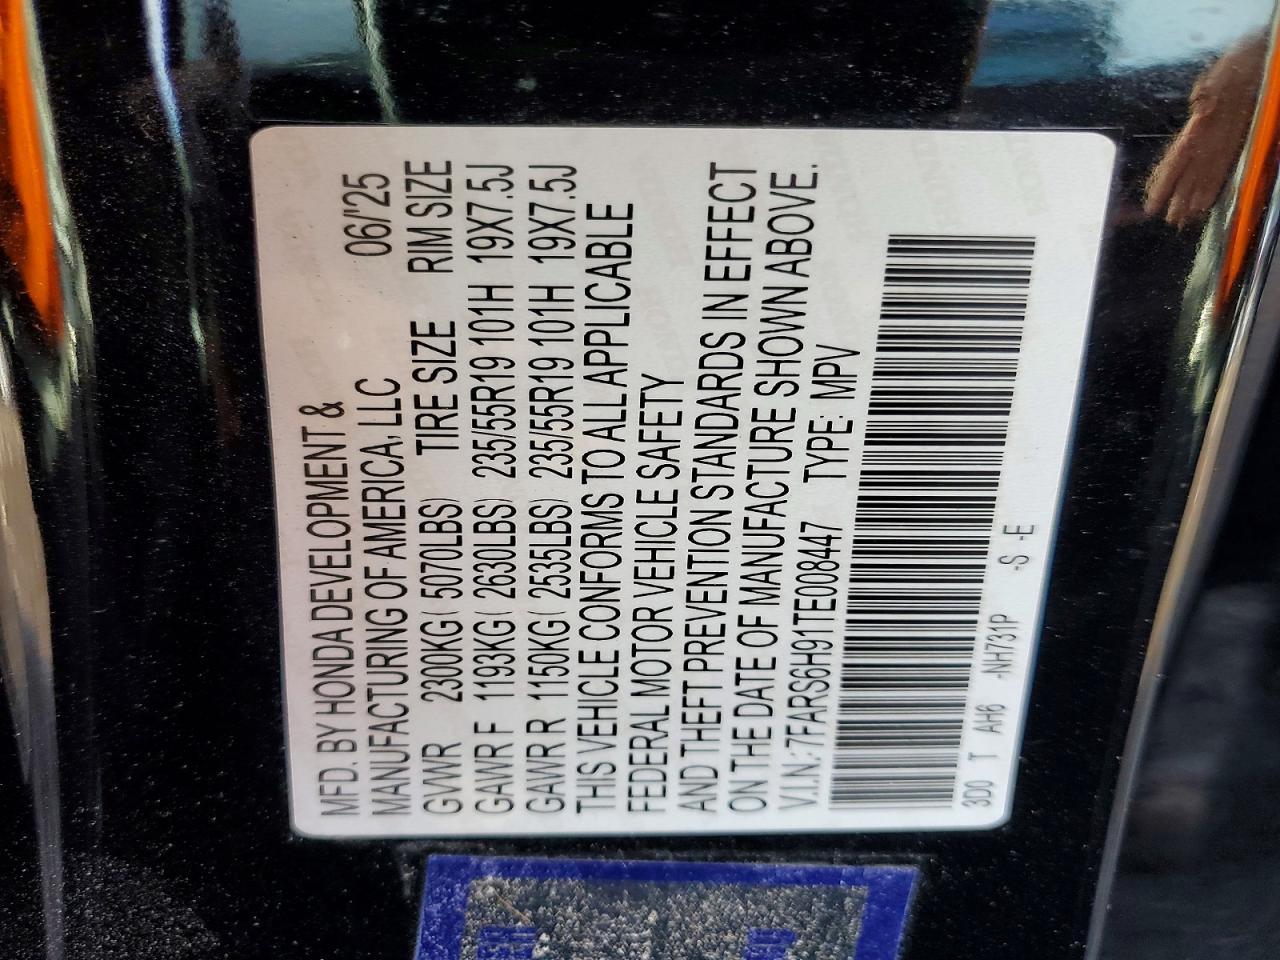 MFD. BY HONDA DEVELOPMENT &
MANUFACTURING OF AMERICA, LLC 06/'25
GVWR 2300KG( 5070LBS) TIRE SIZE RIM SIZE
GAWR F 1193KG( 2630LBS) 235/55R19 101H 19X7.5J
GAWR R 1150KG( 2535LBS) 235/55R19 101H 19X7.5J
THIS VEHICLE CONFORMS TO ALL APPLICABLE
FEDERAL MOTOR VEHICLE SAFETY
AND THEFT PREVENTION STANDARDS IN EFFECT
ON THE DATE OF MANUFACTURE SHOWN ABOVE.
V.I.N.: 7FARS6H91TE008447 TYPE: MPV
3D0 T AH6 -NH731P -S -E